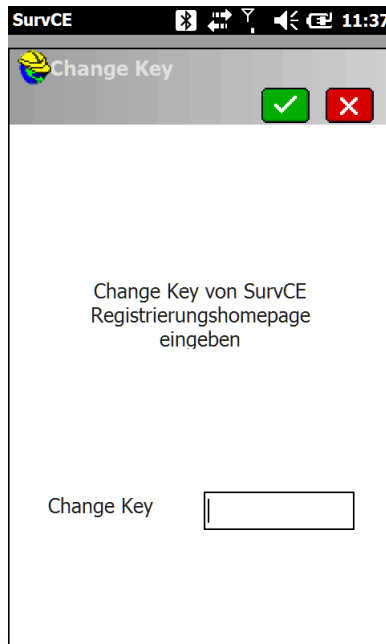 SurvCE 11:37
Change Key
Change Key von SurvCE
Registrierungshomepage
eingeben
Change Key